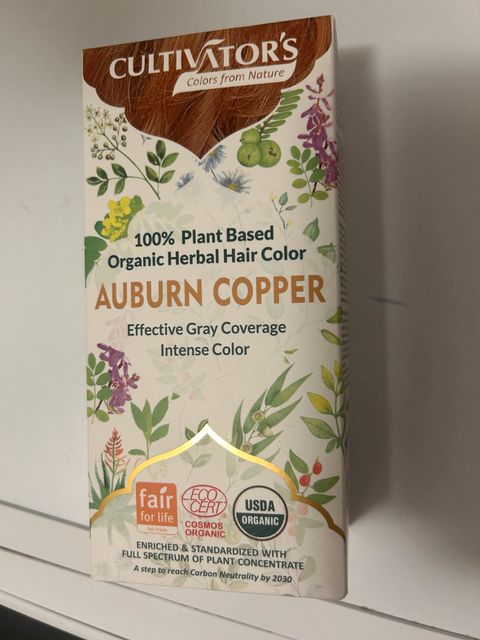 CULTIVATOR'S
Colors from Nature
100% Plant Based
Organic Herbal Hair Color
AUBURN COPPER
Effective Gray Coverage
Intense Color
fair
for life
fair trade
ECO
CERT
COSMOS
ORGANIC
USDA
ORGANIC
ENRICHED & STANDARDIZED WITH
FULL SPECTRUM OF PLANT CONCENTRATE
A step to reach Carbon Neutrality by 2030